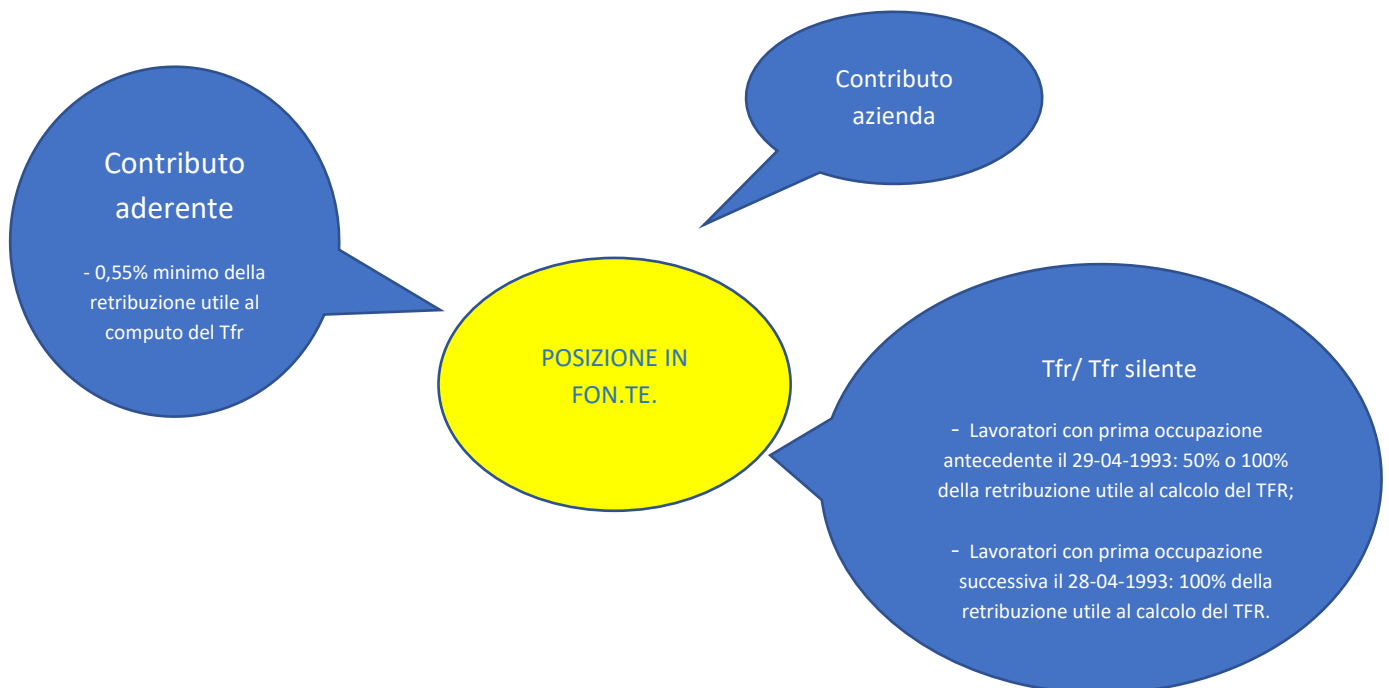 Contributo
azienda
Contributo
aderente
- 0,55% minimo della
retribuzione utile al
computo del Tfr
POSIZIONE IN
FON.TE.
Tfr/ Tfr silente
- Lavoratori con prima occupazione
antecedente il 29-04-1993: 50% o 100%
della retribuzione utile al calcolo del TFR;
- Lavoratori con prima occupazione
successiva il 28-04-1993: 100% della
retribuzione utile al calcolo del TFR.